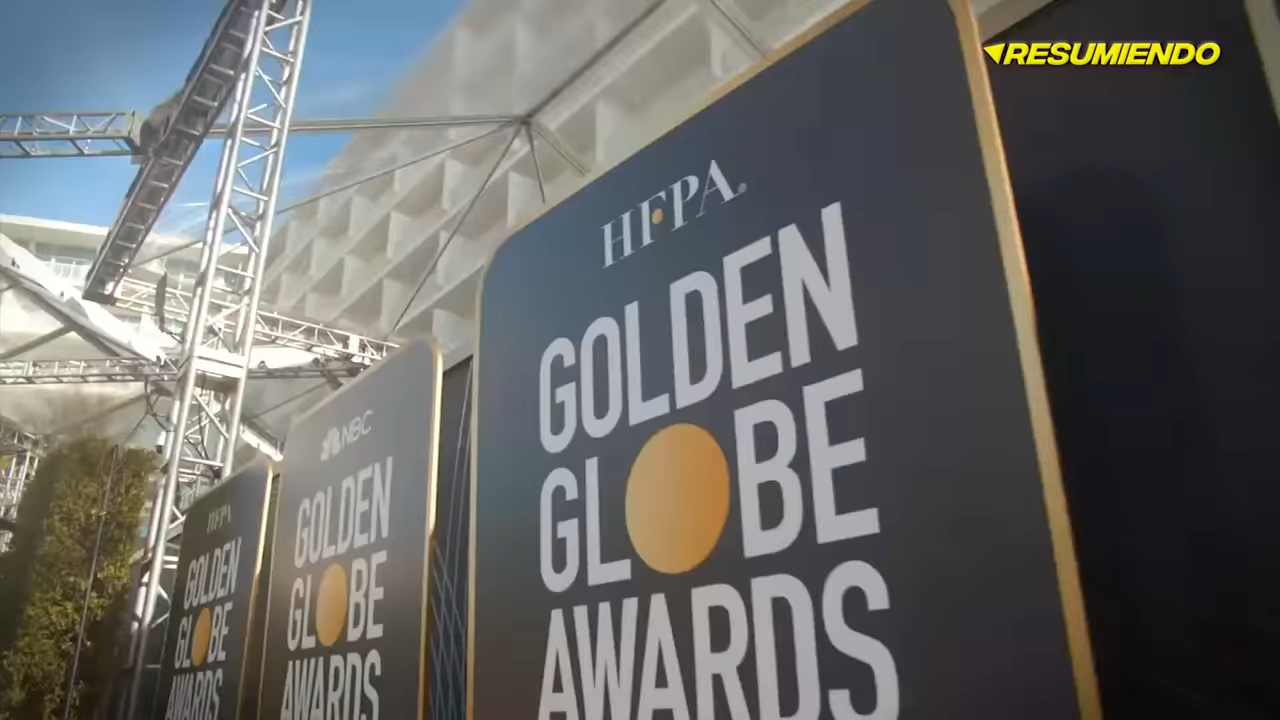 RESUMIENDO
HFPA
GOLDEN
GLOBE
AWARDS
NBC
GOLDEN
GLOBE
AWARDS
HFPA
GOLDEN
GLOBE
AWARDS